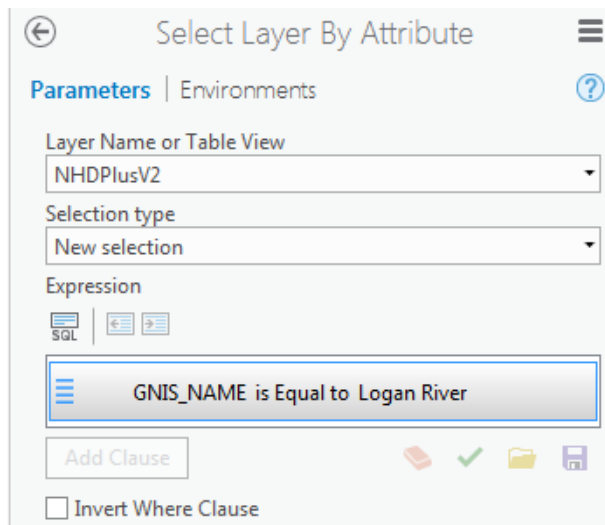 Select Layer By Attribute
Parameters | Environments
?
Layer Name or Table View
NHDPlusV2
Selection type
New selection
Expression
SQL
GNIS_NAME is Equal to Logan River
Add Clause
Invert Where Clause